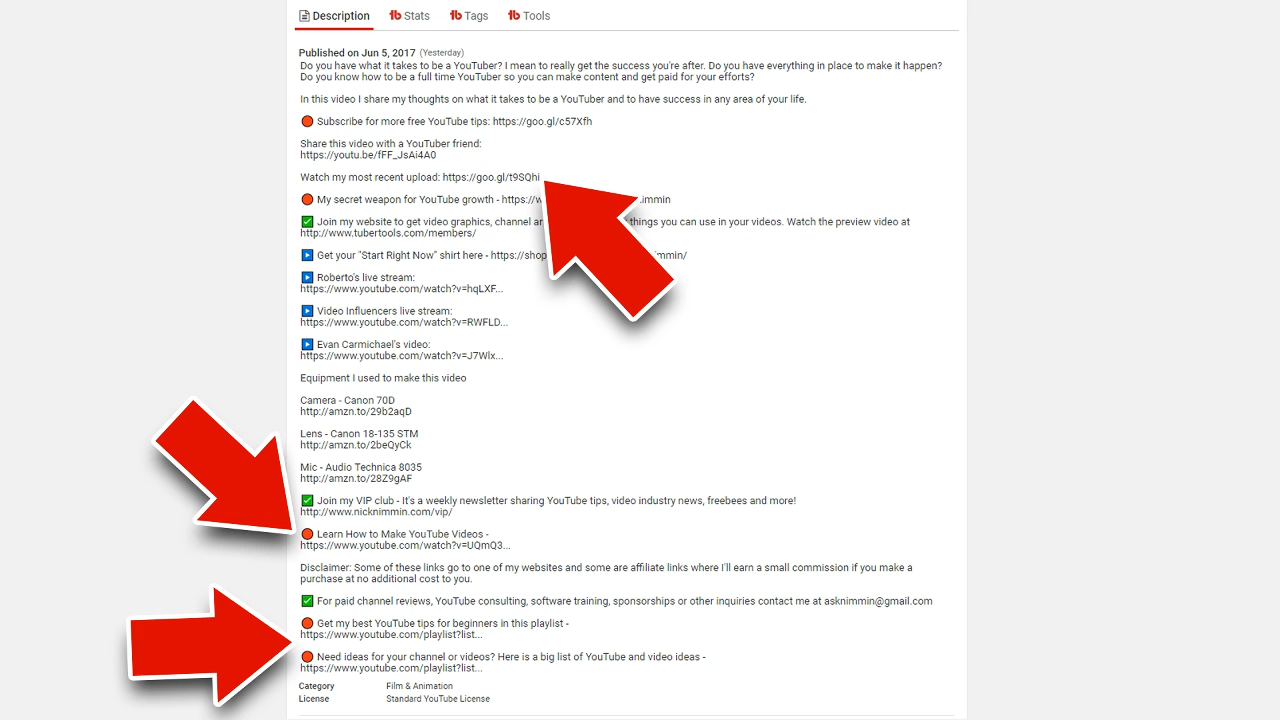 Description Stats Tags Tools
Published on Jun 5, 2017 (Yesterday)
Do you have what it takes to be a YouTuber? I mean to really get the success you're after. Do you have everything in place to make it happen?
Do you know how to be a full time YouTuber so you can make content and get paid for your efforts?
In this video I share my thoughts on what it takes to be a YouTuber and to have success in any area of your life.
Subscribe for more free YouTube tips: https://goo.gl/c57Xfh
Share this video with a YouTuber friend:
https://youtu.be/fFF_JsAi4A0
Watch my most recent upload: https://goo.gl/t9SQhi
My secret weapon for YouTube growth - https://w .immin
Join my website to get video graphics, channel things you can use in your videos. Watch the preview video at
http://www.tubertools.com/members/
Get your "Start Right Now" shirt here - https://shop immin/
Roberto's live stream:
https://www.youtube.com/watch?v=hqLXF...
Video Influencers live stream:
https://www.youtube.com/watch?v=RWFLD...
Evan Carmichael's video:
https://www.youtube.com/watch?v=J7Wlx...
Equipment I used to make this video
Camera - Canon 70D
http://amzn.to/29b2aqD
Lens - Canon 18-135 STM
http://amzn.to/2beQyCk
Mic - Audio Technica 8035
http://amzn.to/28Z9gAF
Join my VIP club - It's a weekly newsletter sharing YouTube tips, video industry news, freebees and more!
http://www.nicknimmin.com/vip/
Learn How to Make YouTube Videos -
https://www.youtube.com/watch?v=UQmQ3...
Disclaimer: Some of these links go to one of my websites and some are affiliate links where I'll earn a small commission if you make a
purchase at no additional cost to you.
For paid channel reviews, YouTube consulting, software training, sponsorships or other inquiries contact me at asknimmin@gmail.com
Get my best YouTube tips for beginners in this playlist -
https://www.youtube.com/playlist?list...
Need ideas for your channel or videos? Here is a big list of YouTube and video ideas -
https://www.youtube.com/playlist?list...
Category Film & Animation
License Standard YouTube License